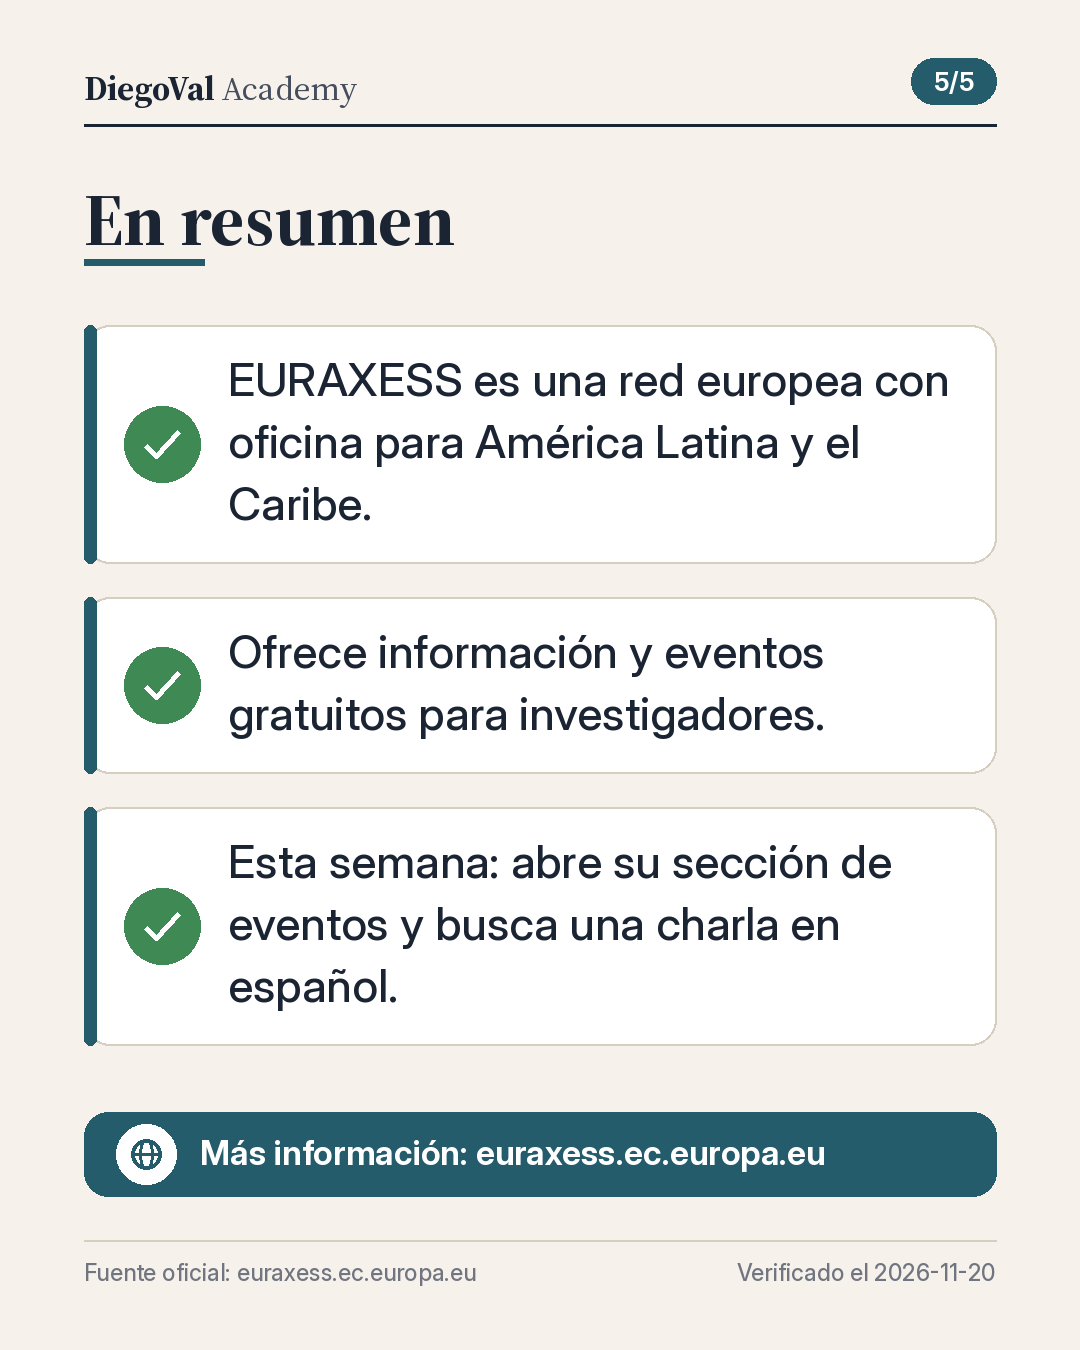 DiegoVal Academy
5/5
En resumen
EURAXESS es una red europea con
oficina para América Latina y el
Caribe.
Ofrece información y eventos
gratuitos para investigadores.
Esta semana: abre su sección de
eventos y busca una charla en
español.
Más información: euraxess.ec.europa.eu
Fuente oficial: euraxess.ec.europa.eu
Verificado el 2026-11-20